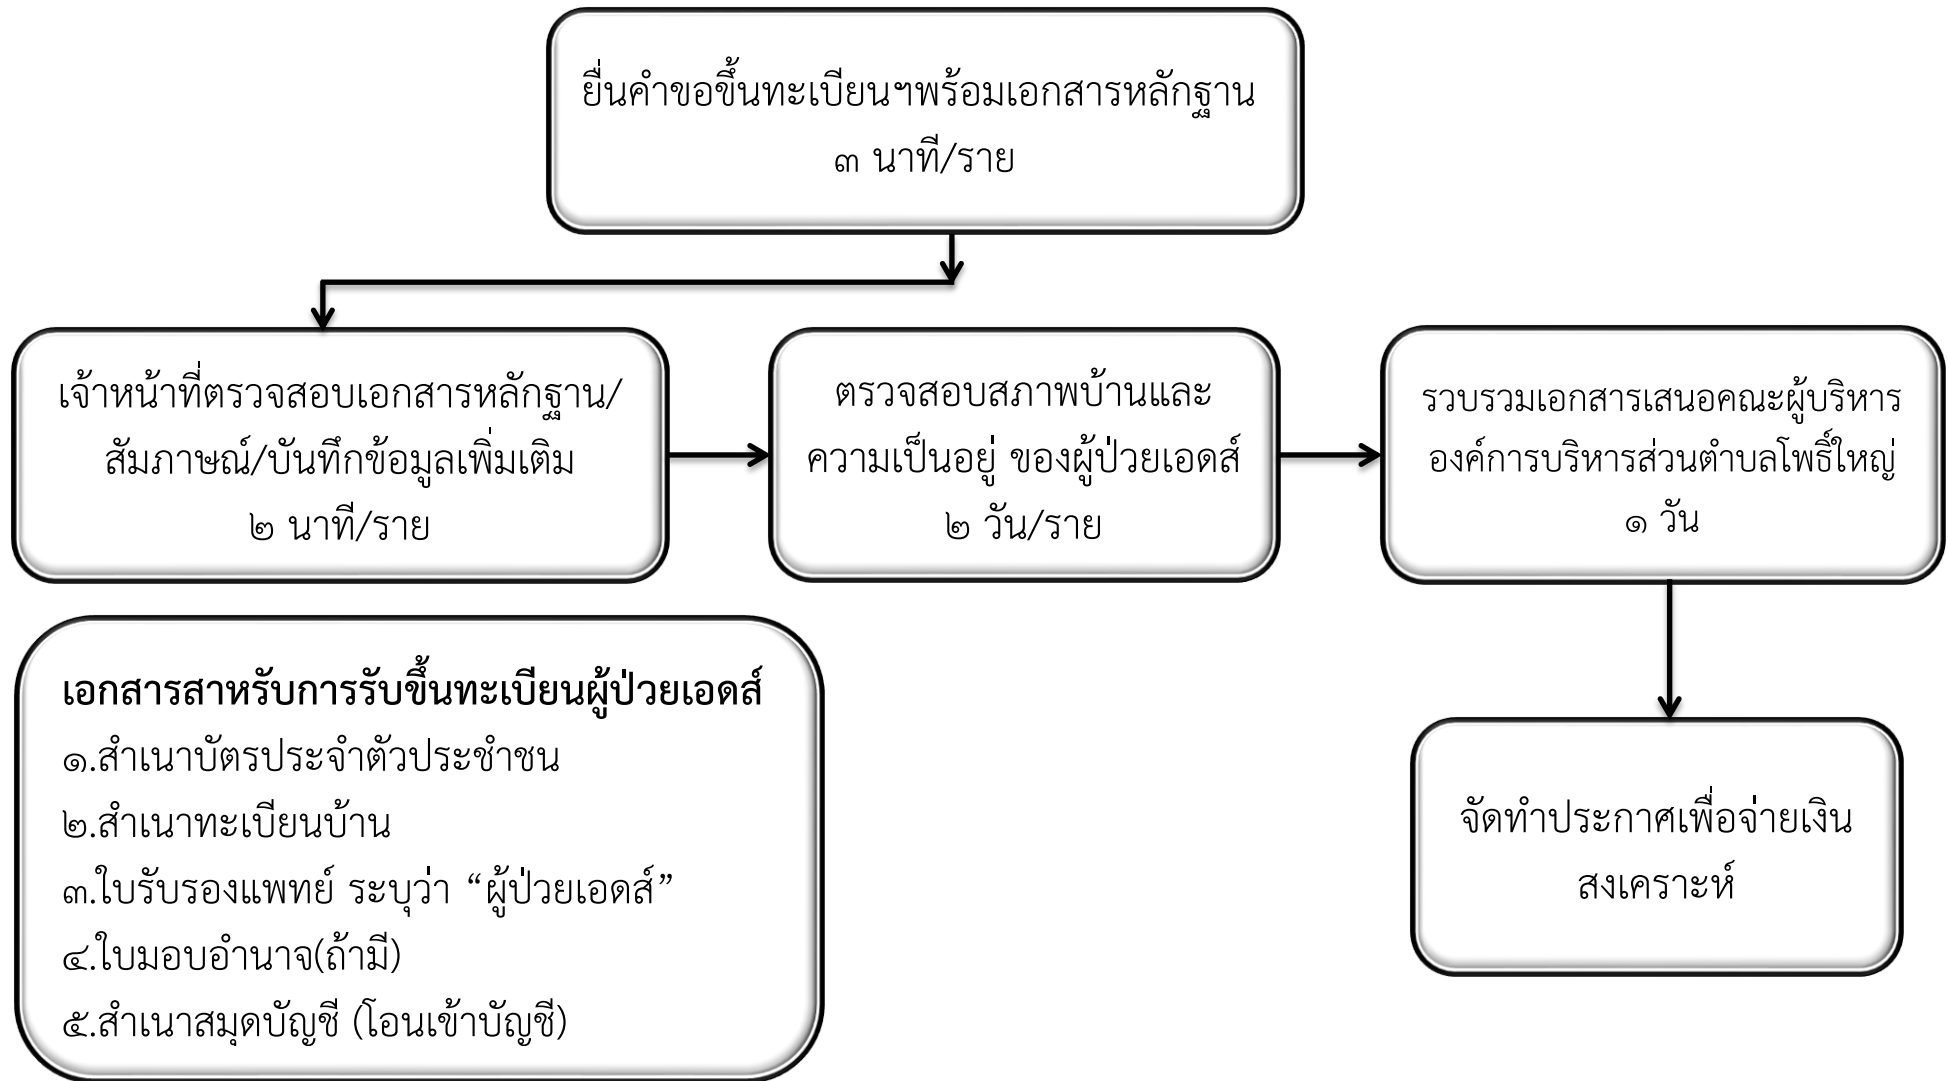 ยื่นคำขอขึ้นทะเบียนฯพร้อมเอกสารหลักฐาน
๓ นาที/ราย
เจ้าหน้าที่ตรวจสอบเอกสารหลักฐาน/
สัมภาษณ์/บันทึกข้อมูลเพิ่มเติม
๒ นาที/ราย
ตรวจสอบสภาพบ้านและ
ความเป็นอยู่ ของผู้ป่วยเอดส์
๒ วัน/ราย
รวบรวมเอกสารเสนอคณะผู้บริหาร
องค์การบริหารส่วนตำบลโพธิ์ใหญ่
๑ วัน
เอกสารสาหรับการรับขึ้นทะเบียนผู้ป่วยเอดส์
๑.สำเนาบัตรประจำตัวประชำชน
๒.สำเนาทะเบียนบ้าน
๓.ใบรับรองแพทย์ ระบุว่า “ผู้ป่วยเอดส์”
๔.ใบมอบอำนาจ(ถ้ามี)
๕.สำเนาสมุดบัญชี (โอนเข้าบัญชี)
จัดทำประกาศเพื่อจ่ายเงิน
สงเคราะห์